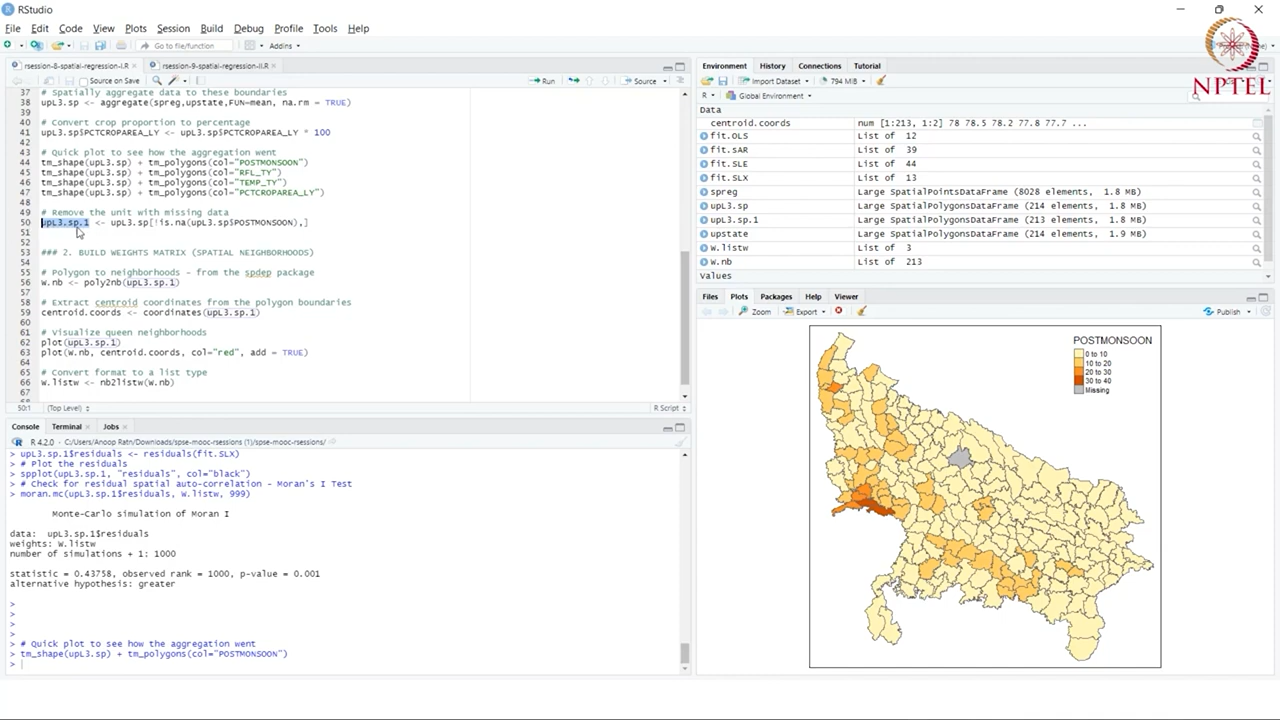 RStudio
File Edit Code View Plots Session Build Debug Profile Tools Help
Go to file/function Addins
rsession-8-spatial-regression-I.R rsession-9-spatial-regression-II.R
Source on Save Run Source
37 # Spatially aggregate data to these boundaries
38 upL3.sp <- aggregate(spreg,upstate,FUN=mean, na.rm = TRUE)
39
40 # Convert crop proportion to percentage
41 upL3.sp$PCTCROPAREA_LY <- upL3.sp$PCTCROPAREA_LY * 100
42
43 # Quick plot to see how the aggregation went
44 tm_shape(upL3.sp) + tm_polygons(col="POSTMONSOON")
45 tm_shape(upL3.sp) + tm_polygons(col="RFL_TY")
46 tm_shape(upL3.sp) + tm_polygons(col="TEMP_TY")
47 tm_shape(upL3.sp) + tm_polygons(col="PCTCROPAREA_LY")
48
49 # Remove the unit with missing data
50 upL3.sp.1 <- upL3.sp[!is.na(upL3.sp$POSTMONSOON),]
51
52
53 ### 2. BUILD WEIGHTS MATRIX (SPATIAL NEIGHBORHOODS)
54
55 # Polygon to neighborhoods - from the spdep package
56 W.nb <- poly2nb(upL3.sp.1)
57
58 # Extract centroid coordinates from the polygon boundaries
59 centroid.coords <- coordinates(upL3.sp.1)
60
61 # Visualize queen neighborhoods
62 plot(upL3.sp.1)
63 plot(W.nb, centroid.coords, col="red", add = TRUE)
64
65 # Convert format to a list type
66 W.listw <- nb2listw(W.nb)
67
50:1 (Top Level) R Script
Console Terminal Jobs
R 4.2.0 · C:/Users/Anoop Ratn/Downloads/spse-mooc-rsessions (1)/spse-mooc-rsessions/
> upL3.sp.1$residuals <- residuals(fit.SLX)
> # Plot the residuals
> spplot(upL3.sp.1, "residuals", col="black")
> # Check for residual spatial auto-correlation - Moran's I Test
> moran.mc(upL3.sp.1$residuals, W.listw, 999)
Monte-Carlo simulation of Moran I
data: upL3.sp.1$residuals
weights: W.listw
number of simulations + 1: 1000
statistic = 0.43758, observed rank = 1000, p-value = 0.001
alternative hypothesis: greater
>
>
>
>
> # Quick plot to see how the aggregation went
> tm_shape(upL3.sp) + tm_polygons(col="POSTMONSOON")
>
Environment History Connections Tutorial
Import Dataset 794 MiB
R Global Environment
Data
centroid.coords num [1:213, 1:2] 78 78.5 78.2 77.8 77.7 ...
fit.OLS List of 12
fit.SAR List of 39
fit.SLE List of 44
fit.SLX List of 13
spreg Large SpatialPointsDataFrame (8028 elements, 1.8 MB)
upL3.sp Large SpatialPolygonsDataFrame (214 elements, 1.8 MB)
upL3.sp.1 Large SpatialPolygonsDataFrame (213 elements, 1.8 MB)
upstate Large SpatialPolygonsDataFrame (214 elements, 1.9 MB)
W.listw List of 3
W.nb List of 213
Values
Files Plots Packages Help Viewer
Zoom Export Publish
POSTMONSOON
0 to 10
10 to 20
20 to 30
30 to 40
Missing
NPTEL